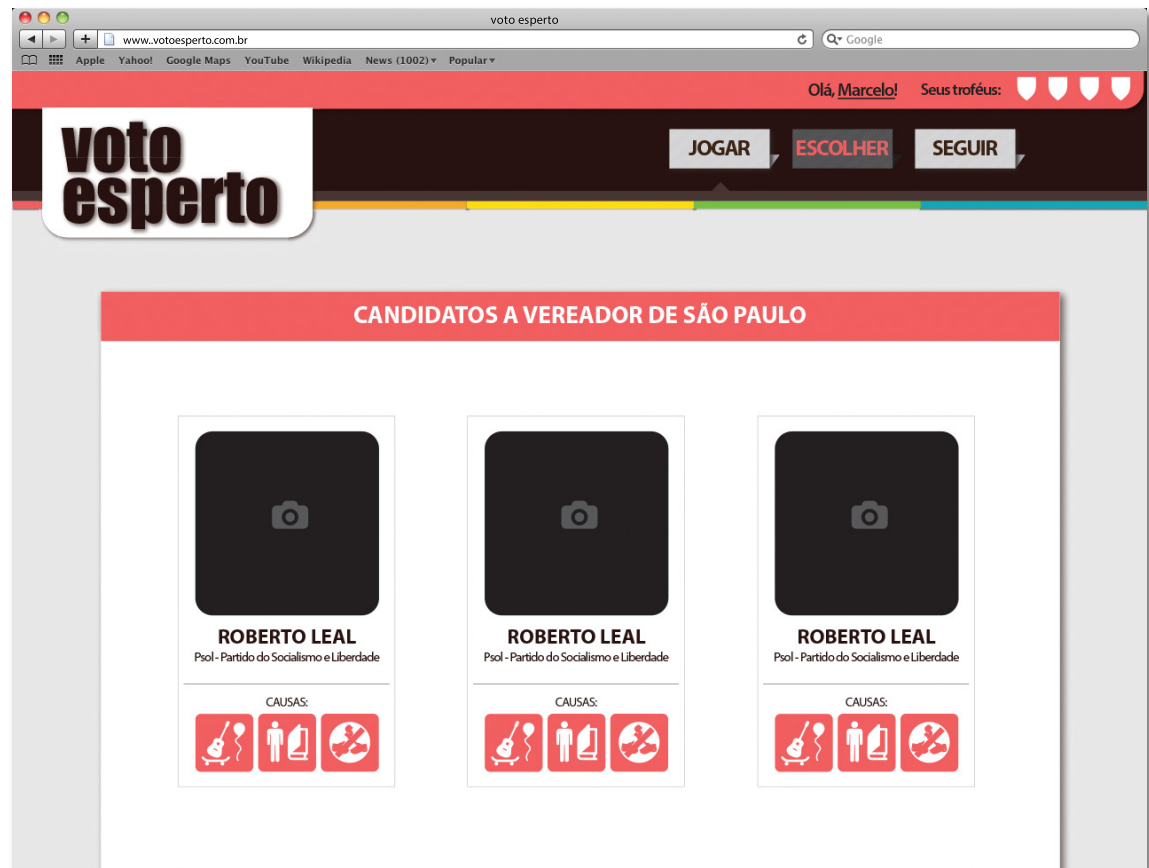 voto esperto
www..votoesperto.com.br
Google
Apple Yahoo! Google Maps YouTube Wikipedia News (1002) Popular
Olá, Marcelo! Seus troféus:
voto
esperto
JOGAR ESCOLHER SEGUIR
CANDIDATOS A VEREADOR DE SÃO PAULO
ROBERTO LEAL ROBERTO LEAL ROBERTO LEAL
Psol - Partido do Socialismo e Liberdade Psol - Partido do Socialismo e Liberdade Psol - Partido do Socialismo e Liberdade
CAUSAS: CAUSAS: CAUSAS: